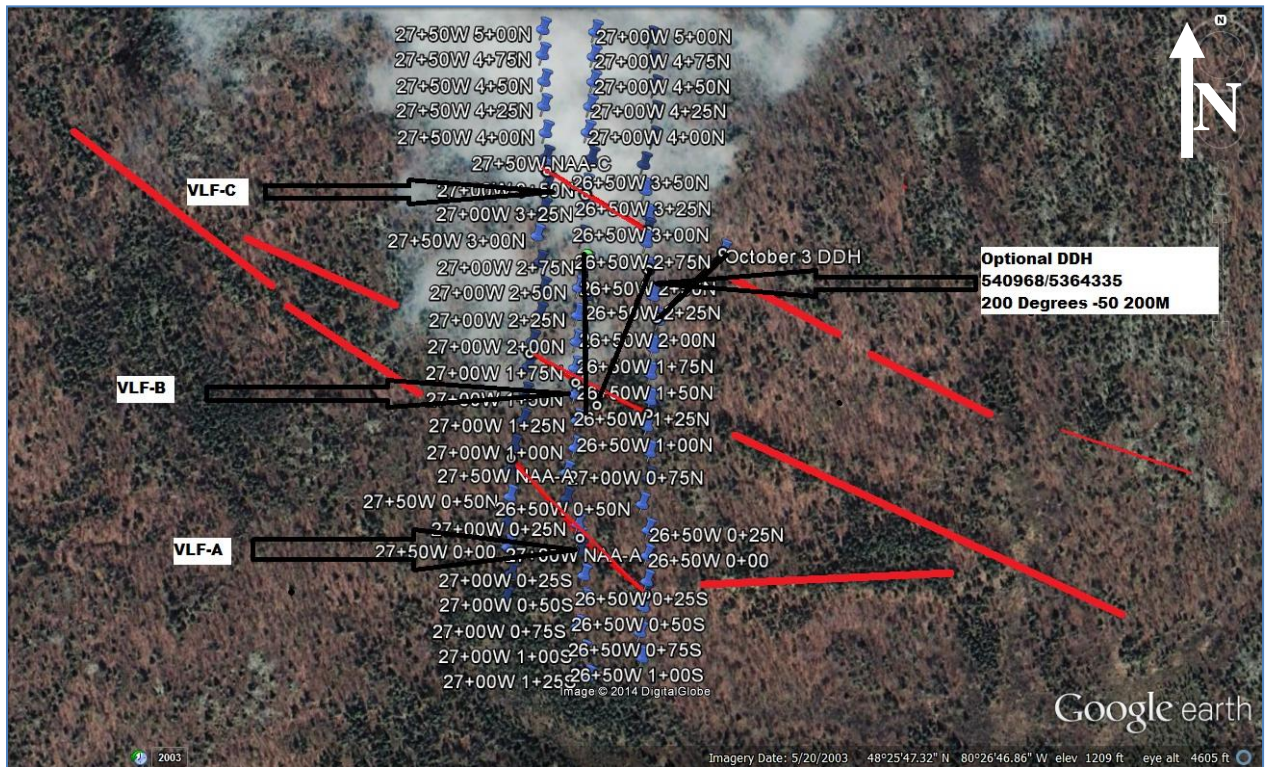 27+50W 5+00N
27+00W 5+00N
27+50W 4+75N
27+00W 4+75N
27+50W 4+50N
27+00W 4+50N
27+50W 4+25N
27+00W 4+25N
27+50W 4+00N
27+00W 4+00N
N
N
27+50W NAA-C
VLF-C
26+50W 3+50N
27+00W 3+25N
26+50W 3+25N
27+50W 3+00N
26+50W 3+00N
October 3 DDH
27+00W 2+75N
26+50W 2+75N
Optional DDH
540968/5364335
200 Degrees -50 200M
27+00W 2+50N
26+50W
27+00W 2+25N
26+50W 2+25N
27+00W 2+00N
26+50W 2+00N
27+00W 1+75N
26+50W 1+75N
VLF-B
27+00W 1+50N
26+50W 1+50N
27+00W 1+25N
26+50W 1+25N
27+00W 1+00N
26+50W 1+00N
27+50W NAA-A
27+00W 0+75N
27+50W 0+50N
26+50W 0+50N
27+00W 0+25N
26+50W 0+25N
VLF-A
27+50W 0+00
27+00W NAA-A
26+50W 0+00
27+00W 0+25S
26+50W 0+25S
27+00W 0+50S
26+50W 0+50S
27+00W 0+75S
26+50W 0+75S
27+00W 1+00S
26+50W 1+00S
27+00W 1+25S
Image © 2014 DigitalGlobe
Google earth
2003
Imagery Date: 5/20/2003 48°25'47.32" N 80°26'46.86" W elev 1209 ft eye alt 4605 ft